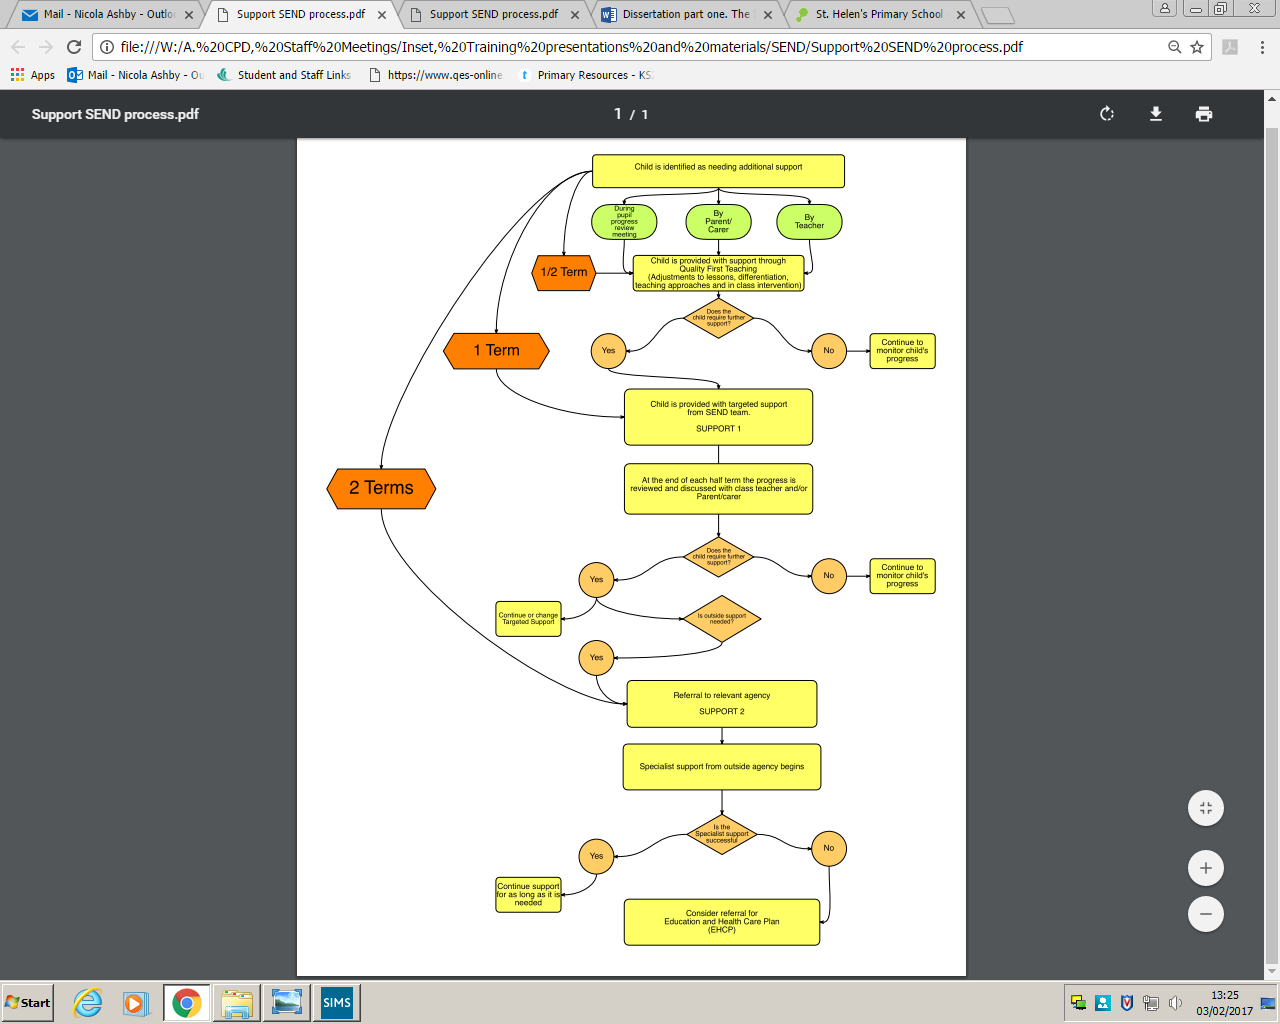 Mail - Nicola Ashby - Outlo
Support SEND process.pdf
Support SEND process.pdf
Dissertation part one. The
St. Helen's Primary School
file:///W:/A.%20CPD,%20Staff%20Meetings/Inset,%20Training%20presentations%20and%20materials/SEND/Support%20SEND%20process.pdf
Apps
Mail - Nicola Ashby - Ou
Student and Staff Links
https://www.qes-online
Primary Resources - KS
Support SEND process.pdf
1 / 1
Child is identified as needing additional support
During
pupil
progress
review
meeting
By
Parent/
Carer
By
Teacher
1/2 Term
Child is provided with support through
Quality First Teaching
(Adjustments to lessons, differentiation,
teaching approaches and in class intervention)
Does the
child require further
support?
1 Term
Yes
No
Continue to
monitor child's
progress
Child is provided with targeted support
from SEND team.
SUPPORT 1
2 Terms
At the end of each half term the progress is
reviewed and discussed with class teacher and/or
Parent/carer
Does the
child require further
support?
Yes
No
Continue to
monitor child's
progress
Continue or change
Targeted Support
Is outside support
needed?
Yes
Referral to relevant agency
SUPPORT 2
Specialist support from outside agency begins
Is the
Specialist support
successful
Yes
No
Continue support
for as long as it is
needed
Consider referral for
Education and Health Care Plan
(EHCP)
Start
SIMS
13:25
03/02/2017